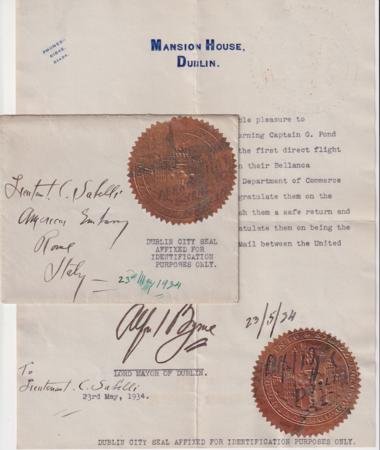 PHONES:
MANSION HOUSE,
DUBLIN.
ble pleasure to
rning Captain G. Pond
the first direct flight
n their Bellanca
Department of Commerce
gratulate them on the
sh them a safe return and
atulate them on being the
Mail between the United
Lieutenant C. Sabelli
American Embassy
Rome
Italy
DUBLIN CITY SEAL
AFFIXED FOR
IDENTIFICATION
PURPOSES ONLY.
23rd May 1934
Alf Byrne
23/5/34
LORD MAYOR OF DUBLIN.
To
Lieutenant C. Sabelli
23rd May, 1934.
DUBLIN CITY SEAL AFFIXED FOR IDENTIFICATION PURPOSES ONLY.